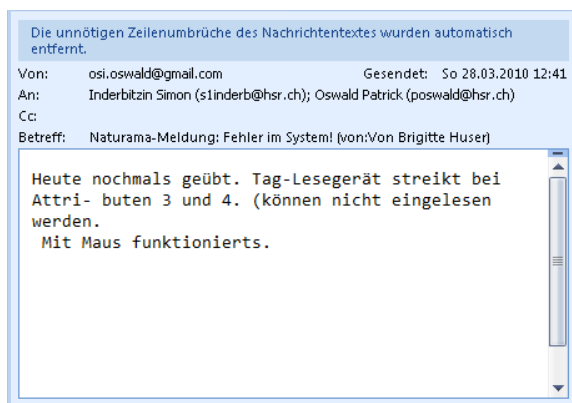 Die unnötigen Zeilenumbrüche des Nachrichtentextes wurden automatisch
entfernt.
Von: osi.oswald@gmail.com Gesendet: So 28.03.2010 12:41
An: Inderbitzin Simon (s1inderb@hsr.ch); Oswald Patrick (poswald@hsr.ch)
Cc:
Betreff: Naturama-Meldung: Fehler im System! (von:Von Brigitte Huser)
Heute nochmals geübt. Tag-Lesegerät streikt bei
Attri- buten 3 und 4. (können nicht eingelesen
werden.
Mit Maus funktionierts.